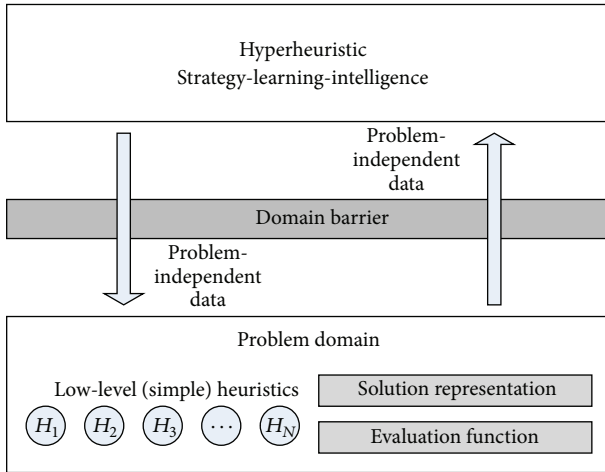 Hyperheuristic
Strategy-learning-intelligence
Problem-
independent
data
Domain barrier
Problem-
independent
data
Problem domain
Low-level (simple) heuristics
H1 H2 H3 ⋯ HN
Solution representation
Evaluation function